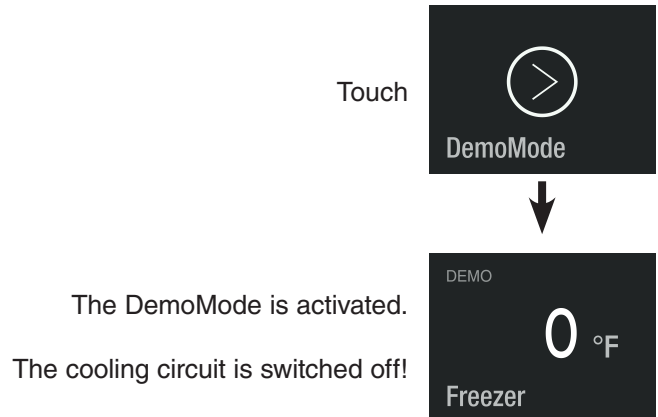 Touch
>
DemoMode
The DemoMode is activated.
The cooling circuit is switched off!
DEMO
0 °F
Freezer